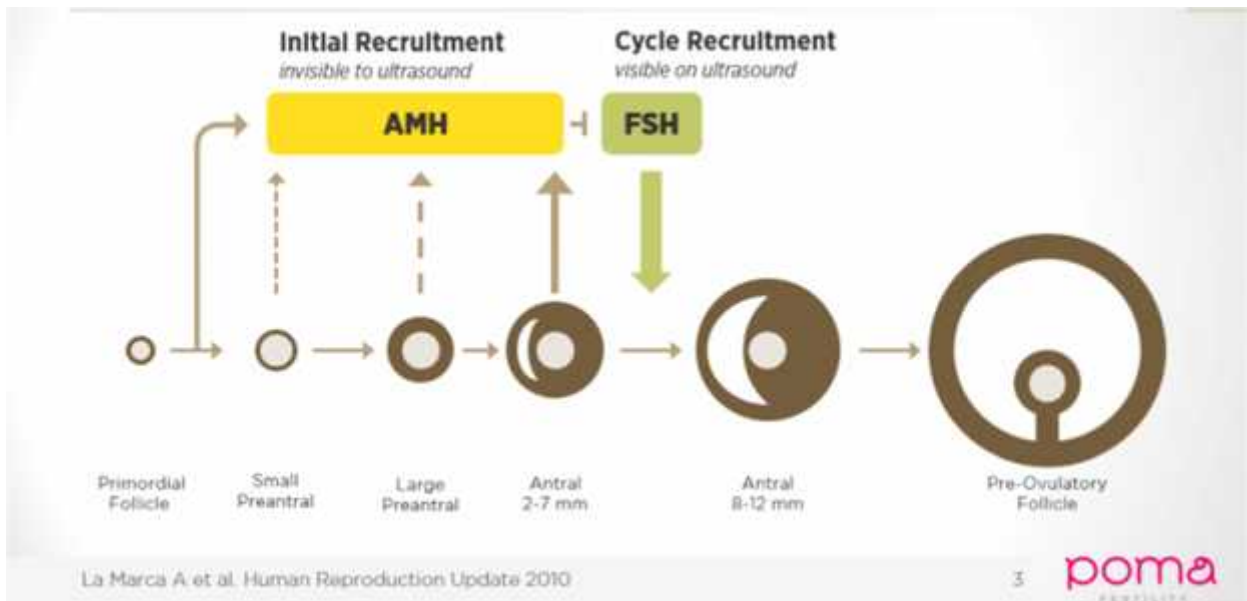 Initial Recruitment
invisible to ultrasound
Cycle Recruitment
visible on ultrasound
AMH
FSH
Primordial
Follicle
Small
Preantral
Large
Preantral
Antral
2-7 mm
Antral
8-12 mm
Pre-Ovulatory
Follicle
La Marca A et al. Human Reproduction Update 2010
3
poma
FERTILITY